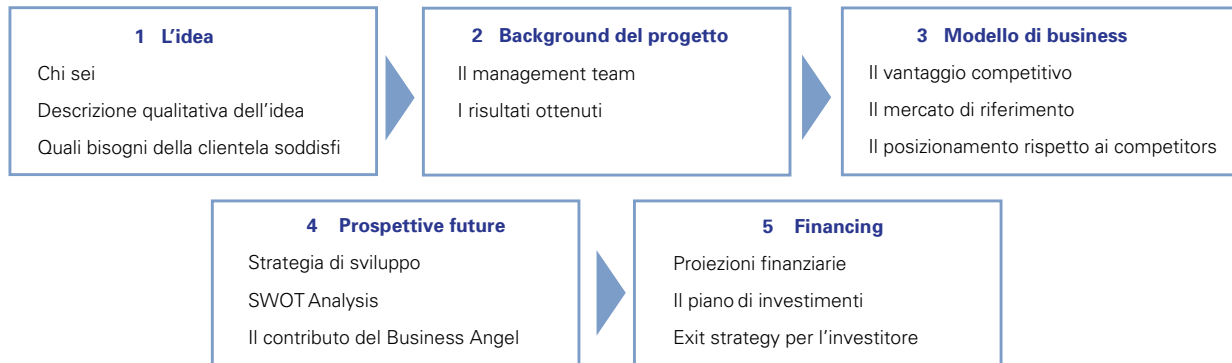 1 L'idea
Chi sei
Descrizione qualitativa dell'idea
Quali bisogni della clientela soddisfi
2 Background del progetto
Il management team
I risultati ottenuti
3 Modello di business
Il vantaggio competitivo
Il mercato di riferimento
Il posizionamento rispetto ai competitors
4 Prospettive future
Strategia di sviluppo
SWOT Analysis
Il contributo del Business Angel
5 Financing
Proiezioni finanziarie
Il piano di investimenti
Exit strategy per l'investitore